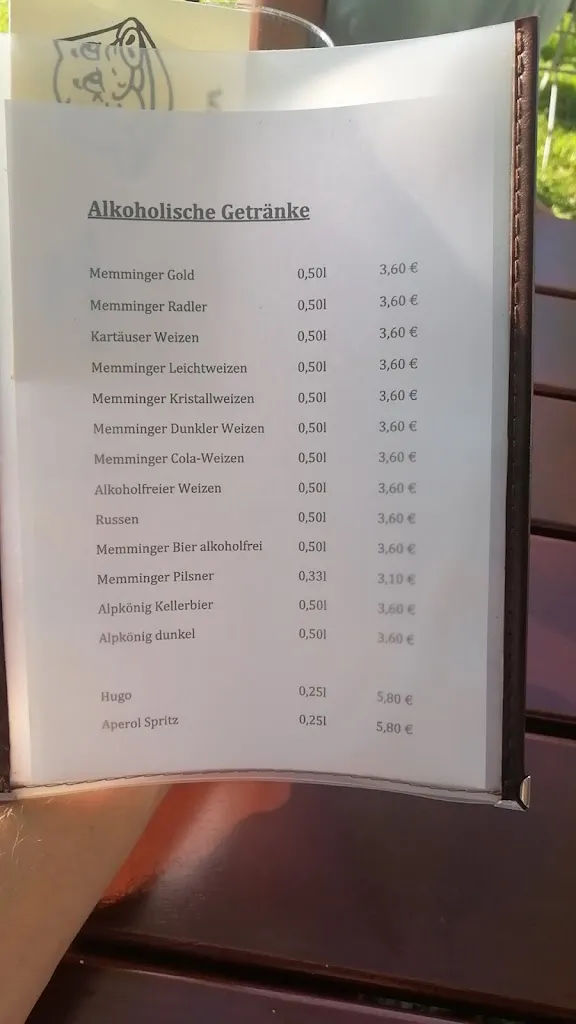 Alkoholische Getränke
Memminger Gold 0,50l 3,60 €
Memminger Radler 0,50l 3,60 €
Kartäuser Weizen 0,50l 3,60 €
Memminger Leichtweizen 0,50l 3,60 €
Memminger Kristallweizen 0,50l 3,60 €
Memminger Dunkler Weizen 0,50l 3,60 €
Memminger Cola-Weizen 0,50l 3,60 €
Alkoholfreier Weizen 0,50l 3,60 €
Russen 0,50l 3,60 €
Memminger Bier alkoholfrei 0,50l 3,60 €
Memminger Pilsner 0,33l 3,10 €
Alpkönig Kellerbier 0,50l 3,60 €
Alpkönig dunkel 0,50l 3,60 €
Hugo 0,25l 5,80 €
Aperol Spritz 0,25l 5,80 €